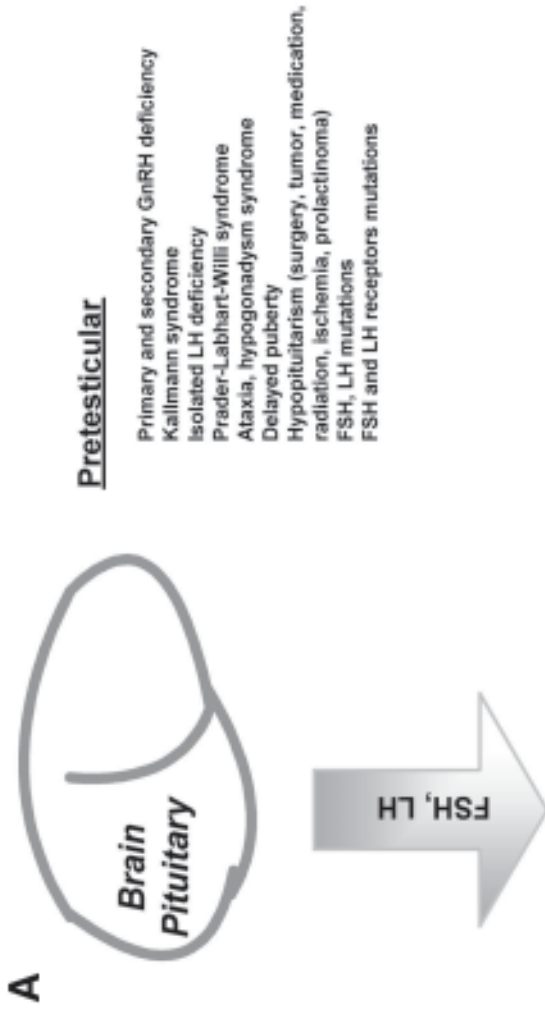 A
Brain
Pituitary
Pretesticular
Primary and secondary GnRH deficiency
Kallmann syndrome
Isolated LH deficiency
Prader-Labhart-Willi syndrome
Ataxia, hypogonadysm syndrome
Delayed puberty
Hypopituitarism (surgery, tumor, medication,
radiation, ischemia, prolactinoma)
FSH, LH mutations
FSH and LH receptors mutations
FSH, LH